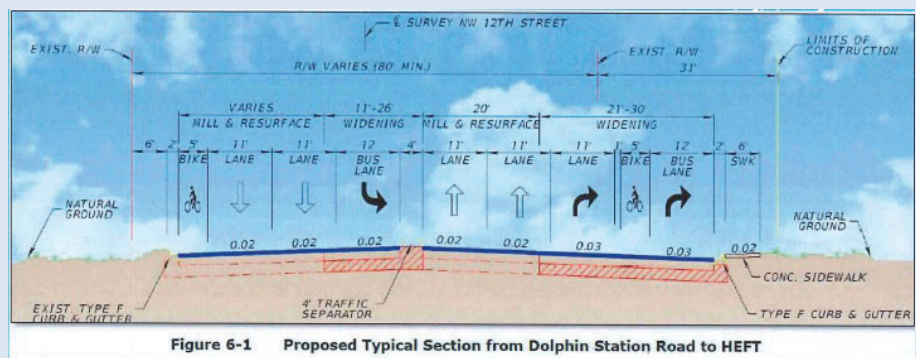 ℄ SURVEY NW 12TH STREET
EXIST. R/W
EXIST. R/W
LIMITS OF
CONSTRUCTION
R/W VARIES (80' MIN.)
31'
VARIES
11'-26'
20'
21'-30'
MILL & RESURFACE
WIDENING
MILL & RESURFACE
WIDENING
6' 2' 5' 11' 11' 12 4' 11' 11' 11' 1' 5' 12 2' 6'
BIKE LANE LANE BUS LANE LANE LANE LANE BIKE BUS LANE SWK
NATURAL
GROUND
NATURAL
GROUND
0.02 0.02 0.02 0.02 0.02 0.03 0.03 0.02
CONC. SIDEWALK
EXIST. TYPE F
CURB & GUTTER
4' TRAFFIC
SEPARATOR
TYPE F CURB & GUTTER
Figure 6-1 Proposed Typical Section from Dolphin Station Road to HEFT